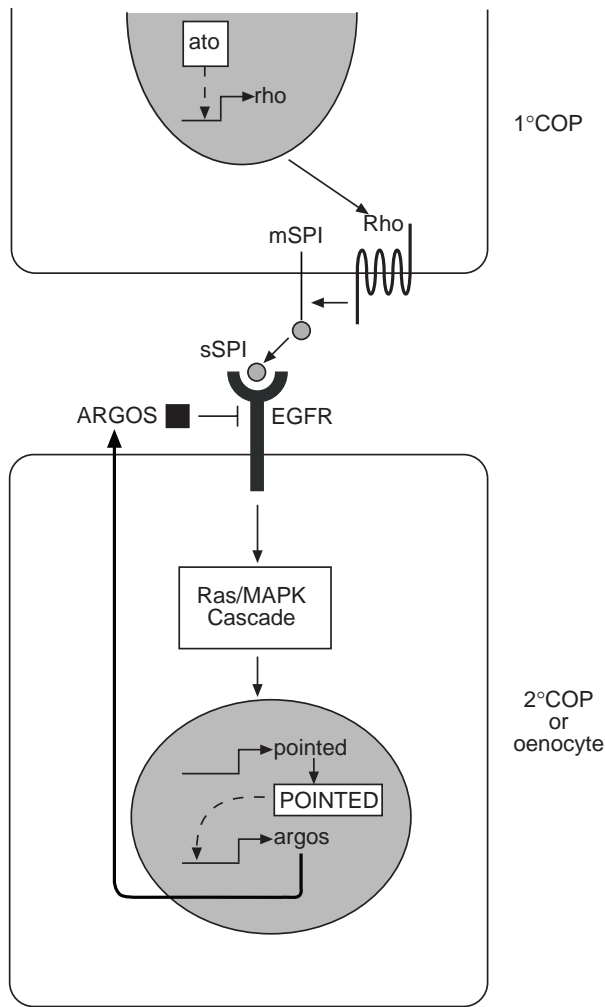 ato
rho
1°COP
Rho
mSPI
sSPI
ARGOS
EGFR
Ras/MAPK
Cascade
2°COP
or
oenocyte
pointed
POINTED
argos